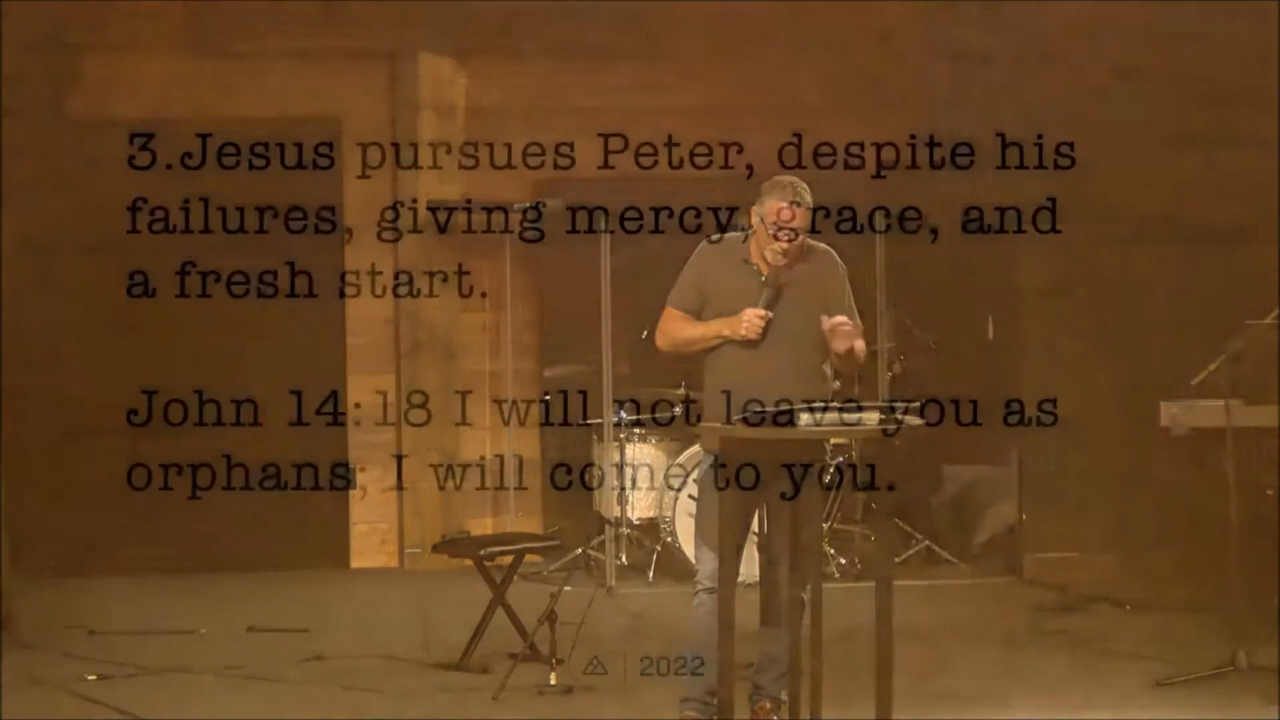 3.Jesus pursues Peter, despite his
failures, giving mercy, grace, and
a fresh start.
John 14:18 I will not leave you as
orphans; I will come to you.
2022